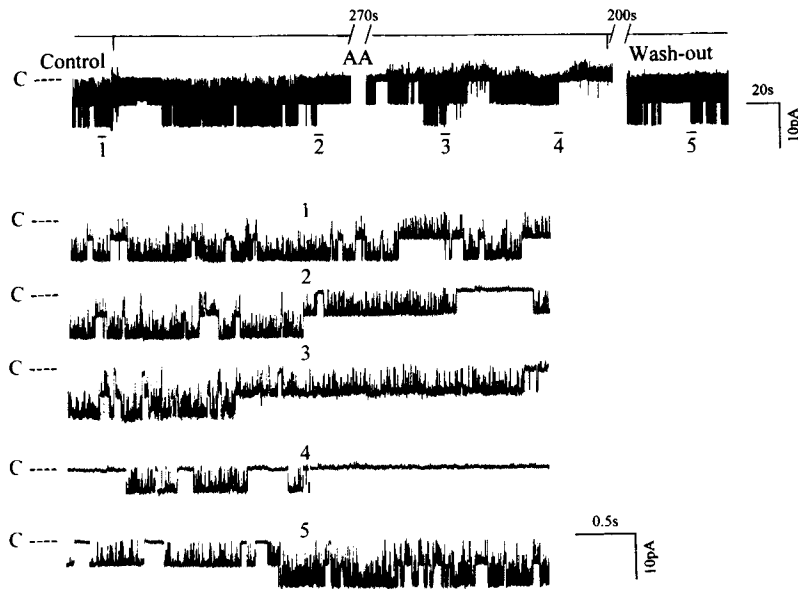 270s 200s
Control AA Wash-out
C ----
20s
10pA
1 2 3 4 5
C ---- 1
C ---- 2
C ---- 3
C ---- 4
C ---- 5
0.5s
10pA